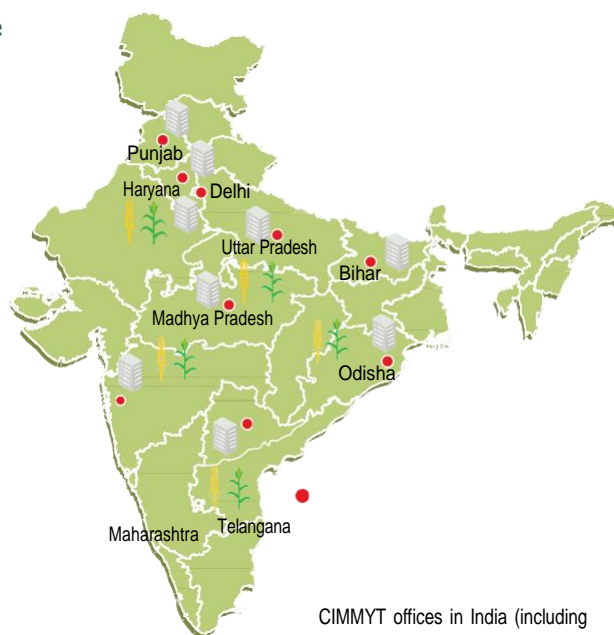 e
Punjab
Haryana
Delhi
Uttar Pradesh
Bihar
Madhya Pradesh
Odisha
Maharashtra
Telangana
CIMMYT offices in India (including